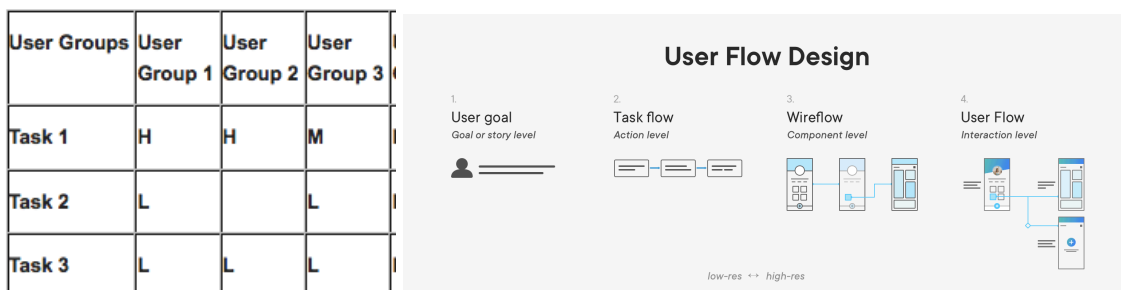 User Groups User Group 1 User Group 2 User Group 3
Task 1 H H M
Task 2 L L
Task 3 L L L
User Flow Design
1.
User goal
Goal or story level
2.
Task flow
Action level
3.
Wireflow
Component level
4.
User Flow
Interaction level
low-res ↔ high-res